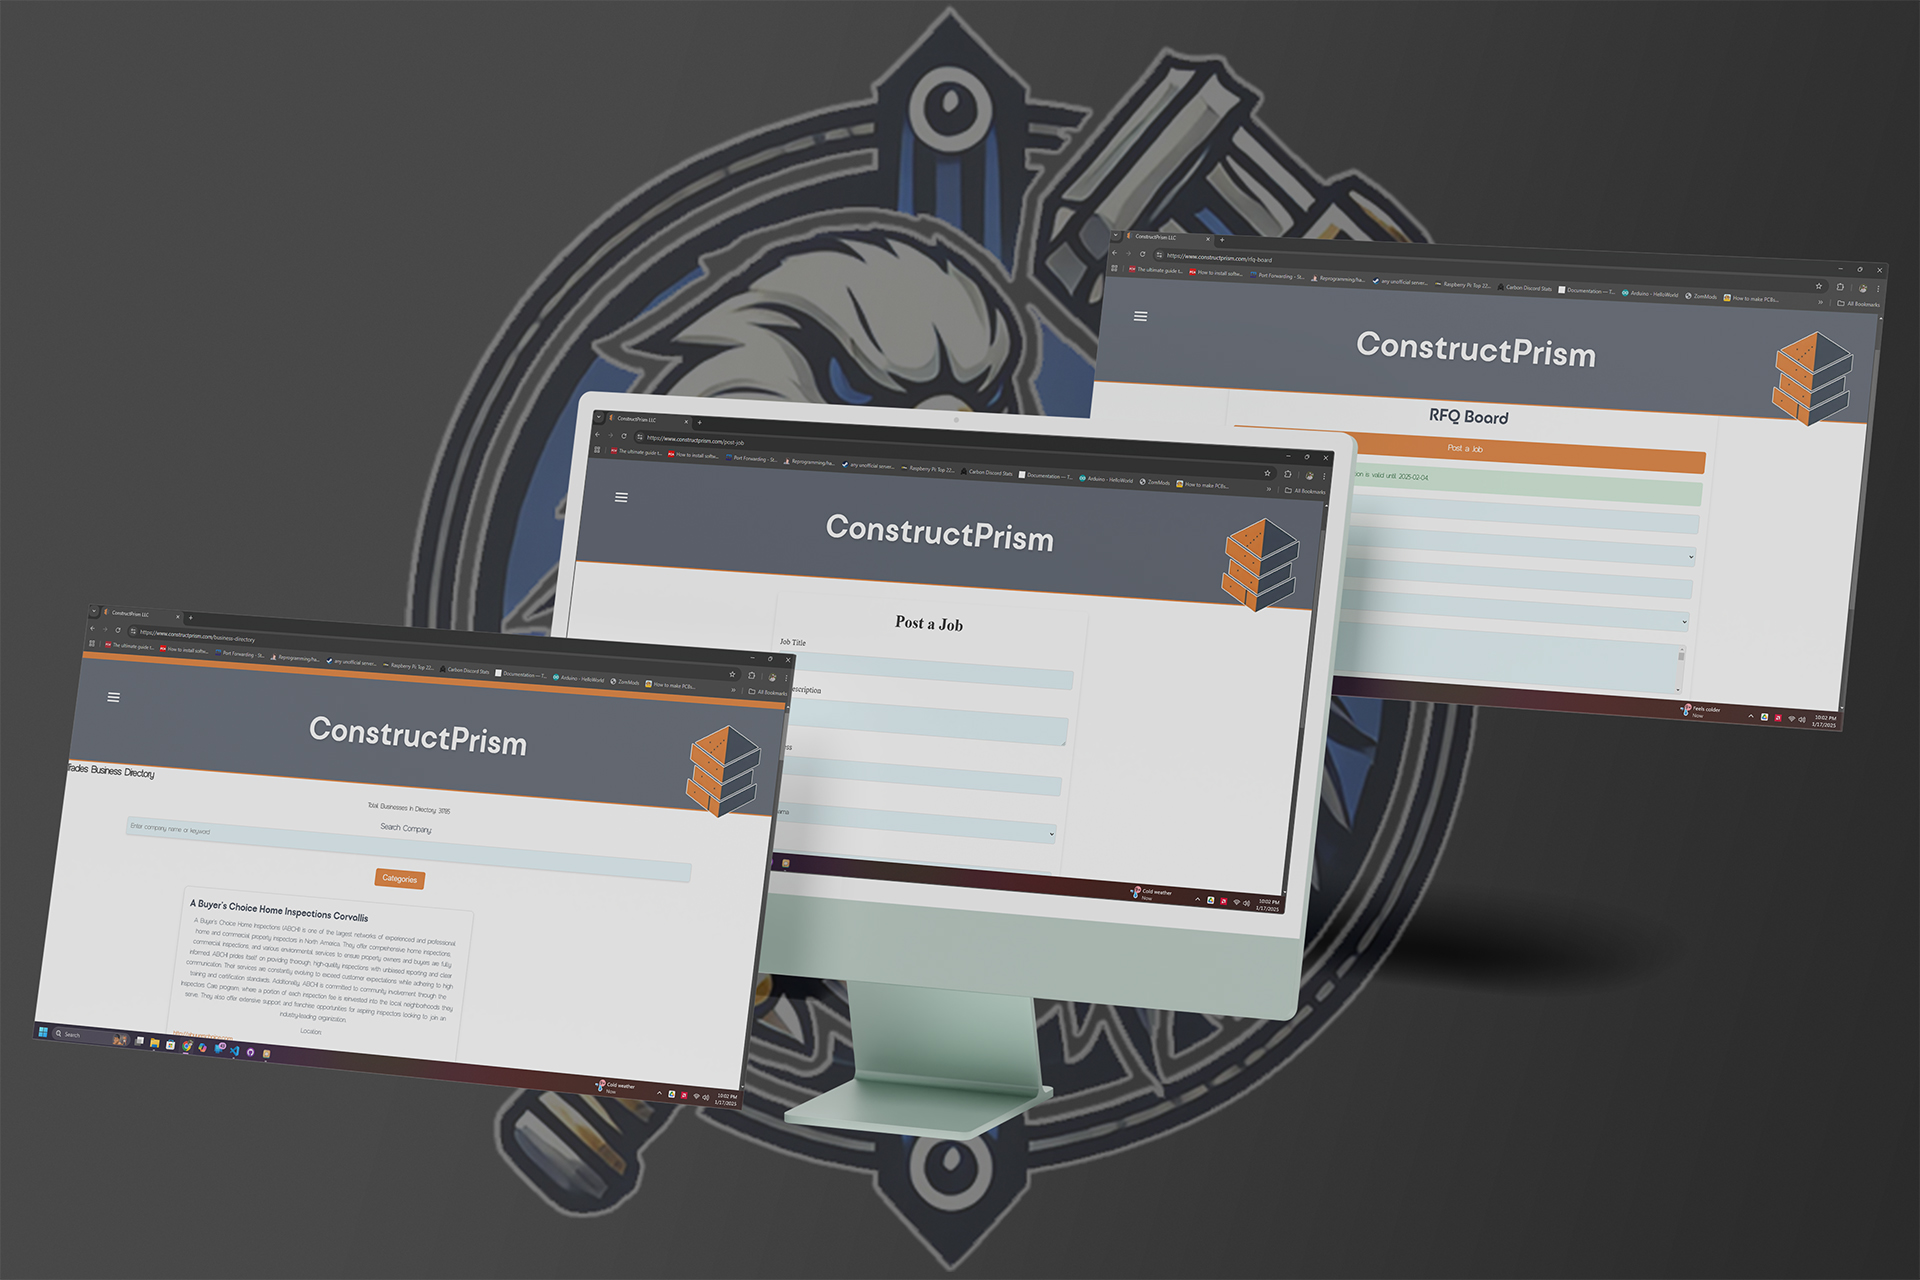 ConstructPrism LLC
https://www.constructprism.com/rfq-board
The ultimate guide t...
How to install softw...
Port Forwarding - St...
Reprogramming/ha...
any unofficial server...
Raspberry Pi: Top 22...
Carbon Discord Stats
Documentation — T...
Arduino - HelloWorld
ZomMods
How to make PCBs...
All Bookmarks
ConstructPrism
RFQ Board
Post a Job
is valid until 2025-02-04.
Feels colder
Now
10:02 PM
1/17/2025
ConstructPrism LLC
https://www.constructprism.com/post-job
The ultimate guide t...
How to install softw...
Port Forwarding - St...
Reprogramming/ha...
any unofficial server...
Raspberry Pi: Top 22...
Carbon Discord Stats
Documentation — T...
Arduino - HelloWorld
ZomMods
How to make PCBs...
All Bookmarks
ConstructPrism
Post a Job
Job Title
escription
ess
ama
Cold weather
Now
10:02 PM
1/17/2025
ConstructPrism LLC
https://www.constructprism.com/business-directory
The ultimate guide t...
How to install softw...
Port Forwarding - St...
Reprogramming/ha...
any unofficial server...
Raspberry Pi: Top 22...
Carbon Discord Stats
Documentation — T...
Arduino - HelloWorld
ZomMods
How to make PCBs...
All Bookmarks
ConstructPrism
Trades Business Directory
Total Businesses in Directory:
Search Company:
Enter company name or keyword
Categories
A Buyer's Choice Home Inspections Corvallis
A Buyer's Choice Home Inspections (ABCHI) is one of the largest networks of experienced and professional
home and commercial property inspectors in North America. They offer comprehensive home inspections,
commercial inspections, and various environmental services to ensure property owners and buyers are fully
informed. ABCHI prides itself on providing thorough, high-quality inspections with unbiased reporting and clear
communication. Their services are constantly evolving to exceed customer expectations while adhering to high
training and certification standards. Additionally, ABCHI is committed to community involvement through the
Inspectors Care program, where a portion of each inspection fee is reinvested into the local neighborhoods they
serve. They also offer extensive support and franchise opportunities for aspiring inspectors looking to join an
industry-leading organization.
Location:
Search
Cold weather
Now
10:02 PM
1/17/2025